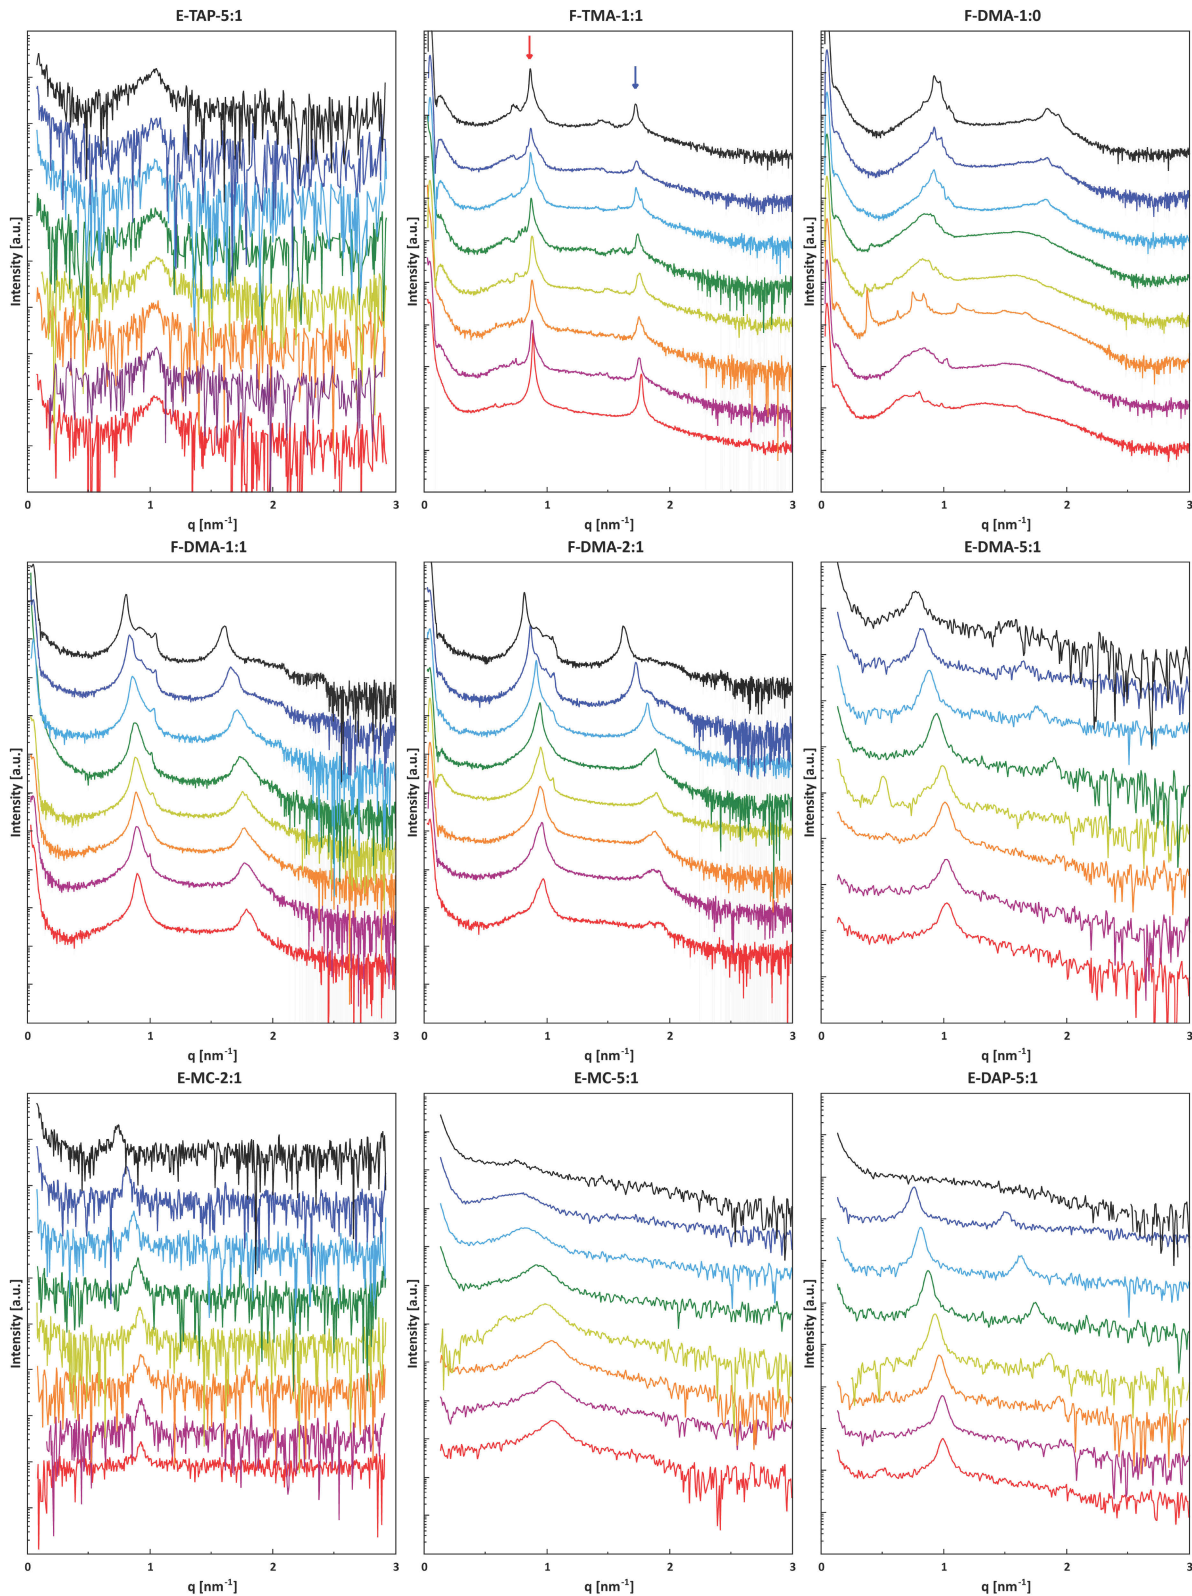 E-TAP-5:1
F-TMA-1:1
F-DMA-1:0
Intensity [a.u.]
Intensity [a.u.]
Intensity [a.u.]
0 1 2 3
0 1 2 3
0 1 2 3
q [nm⁻¹]
q [nm⁻¹]
q [nm⁻¹]
F-DMA-1:1
F-DMA-2:1
E-DMA-5:1
Intensity [a.u.]
Intensity [a.u.]
Intensity [a.u.]
0 1 2 3
0 1 2 3
0 1 2 3
q [nm⁻¹]
q [nm⁻¹]
q [nm⁻¹]
E-MC-2:1
E-MC-5:1
E-DAP-5:1
Intensity [a.u.]
Intensity [a.u.]
Intensity [a.u.]
0 1 2 3
0 1 2 3
0 1 2 3
q [nm⁻¹]
q [nm⁻¹]
q [nm⁻¹]